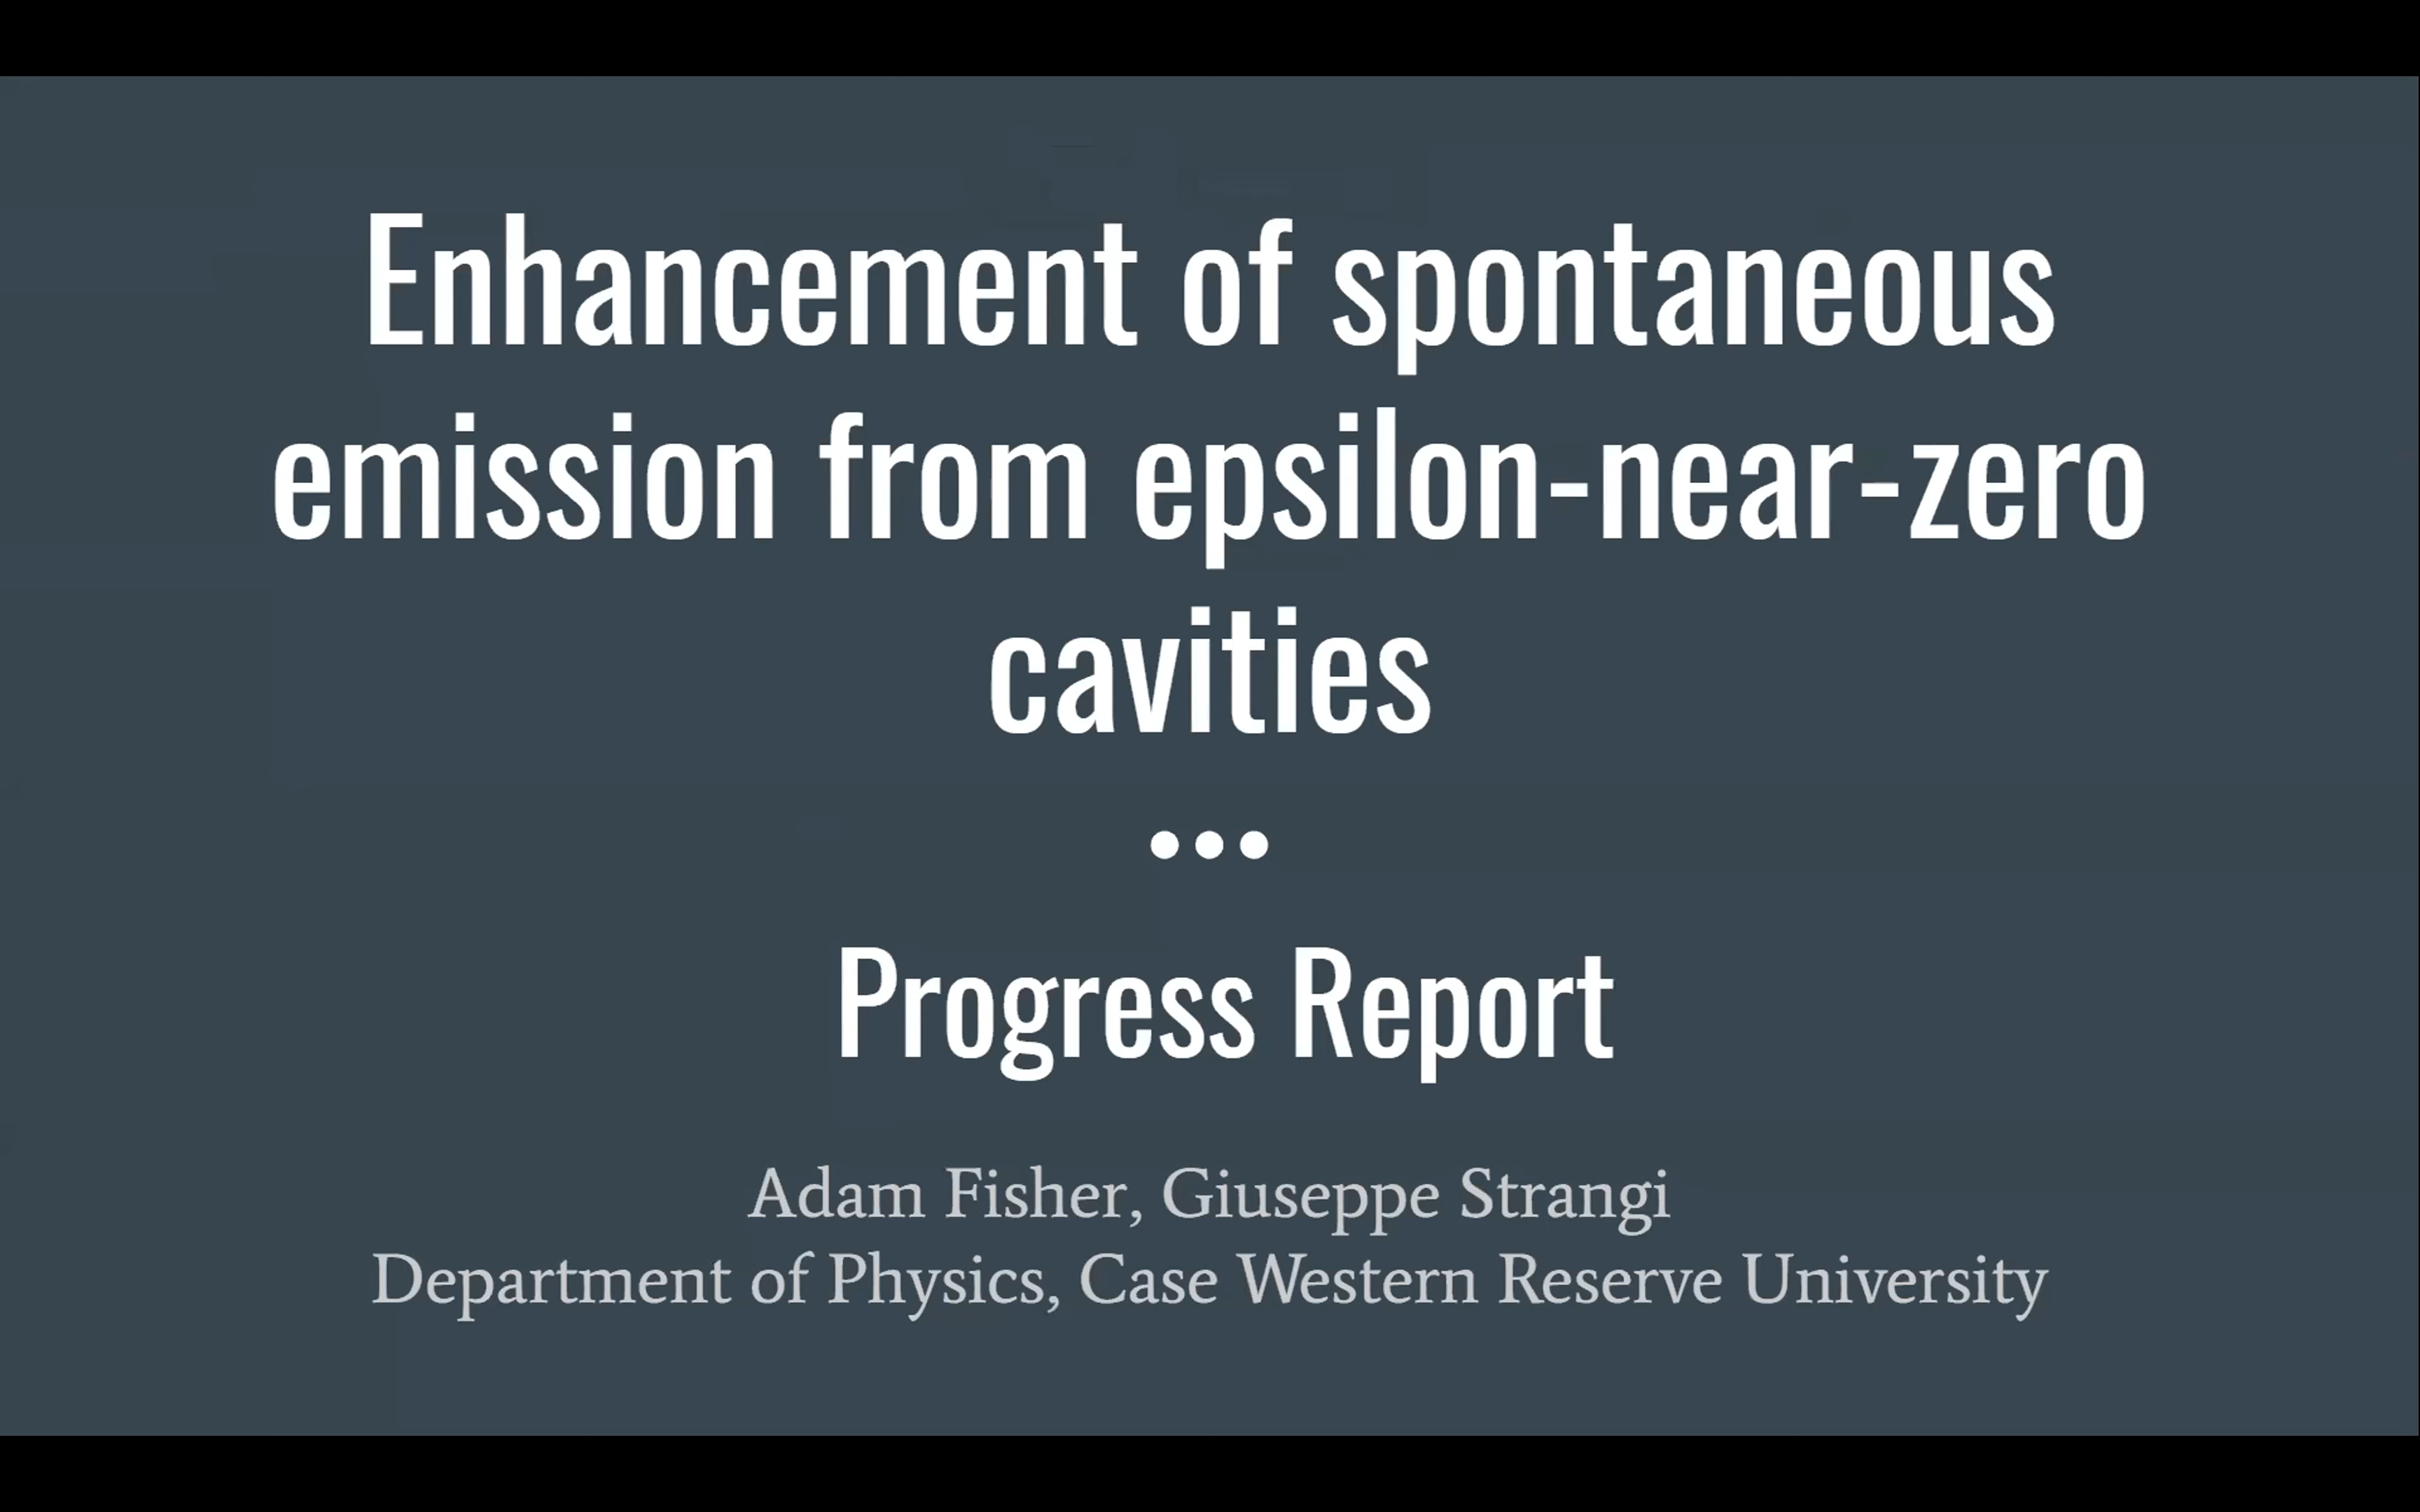 Enhancement of spontaneous
emission from epsilon-near-zero
cavities
Progress Report
Adam Fisher, Giuseppe Strangi
Department of Physics, Case Western Reserve University